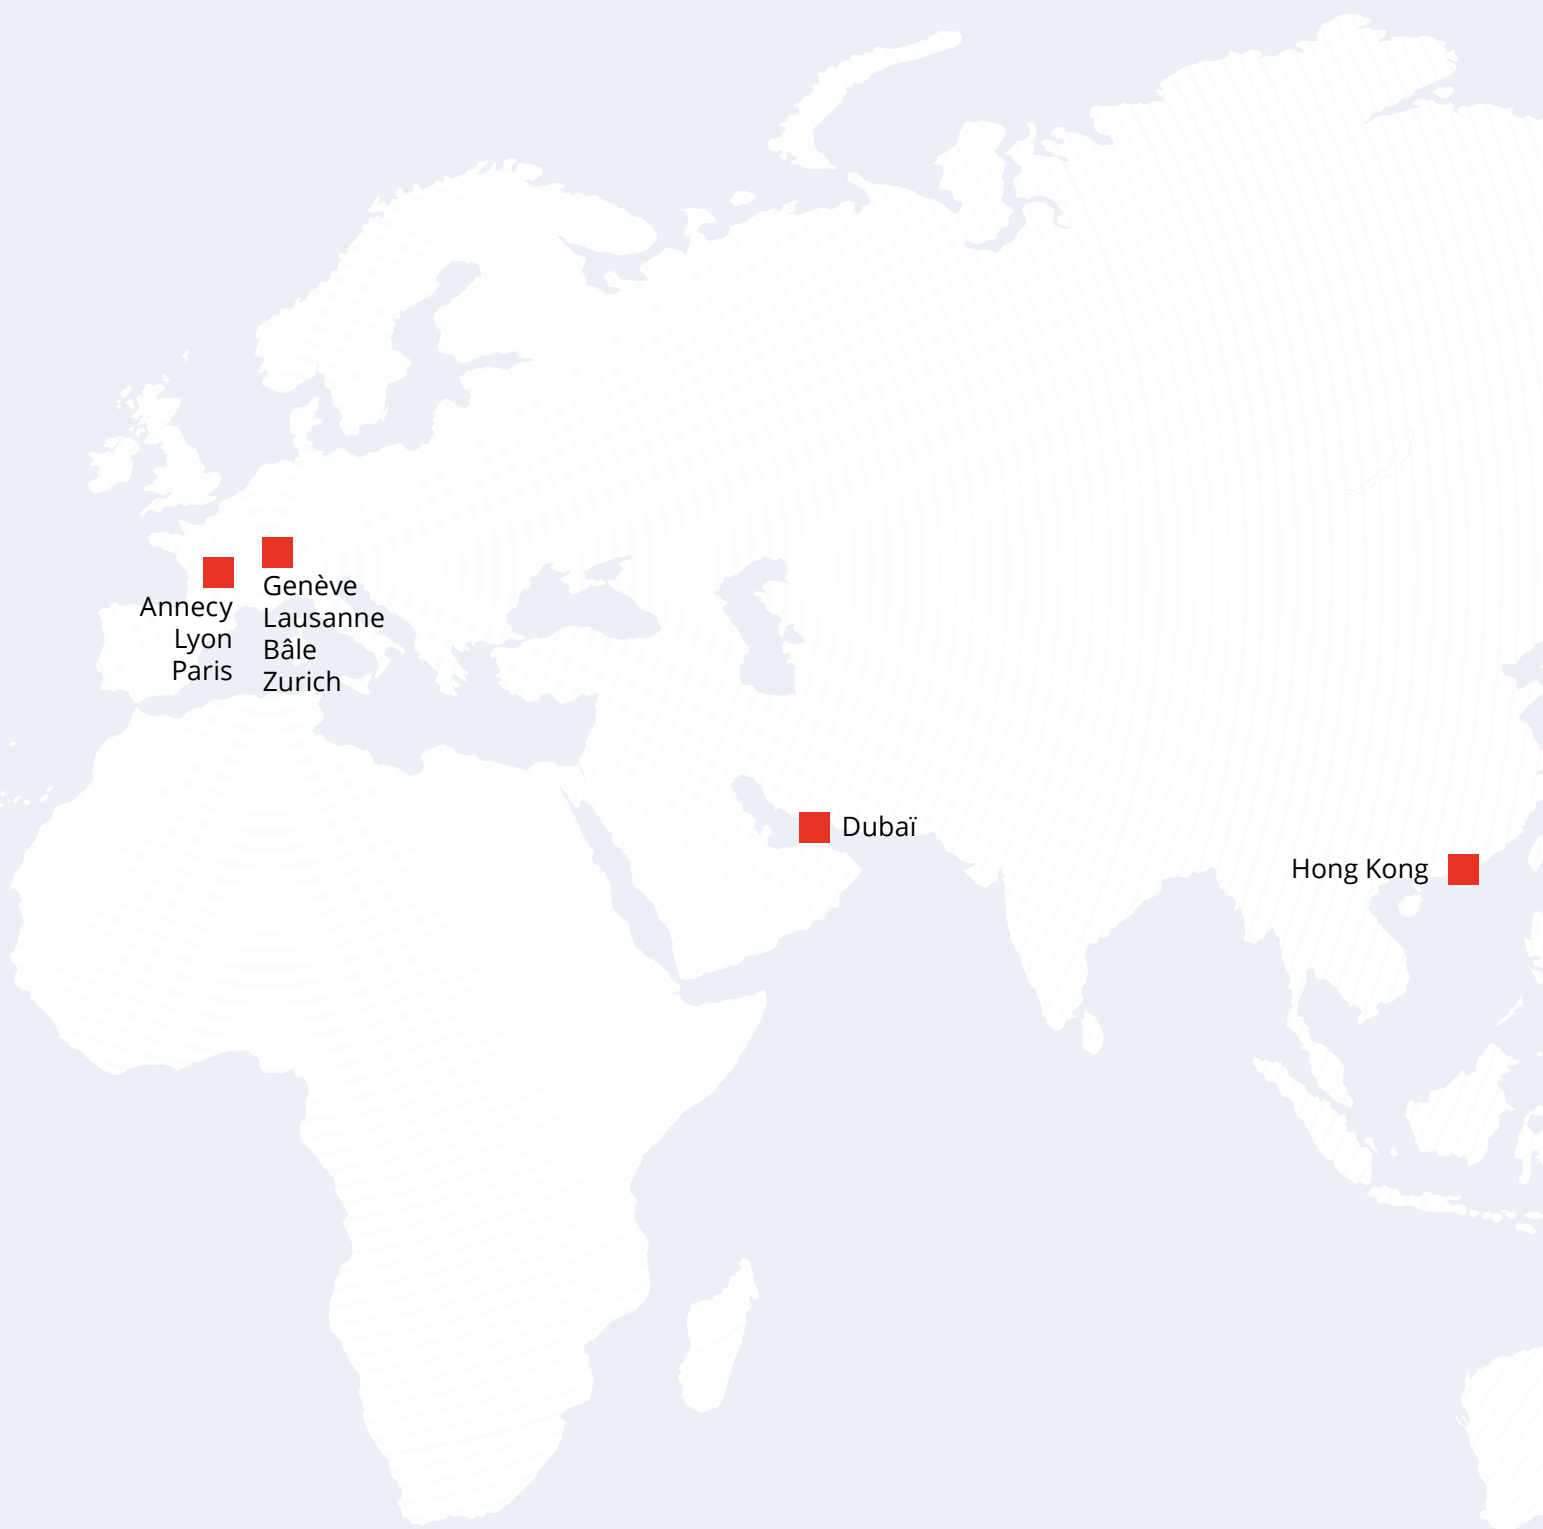 Annecy
Lyon
Paris
Genève
Lausanne
Bâle
Zurich
Dubaï
Hong Kong